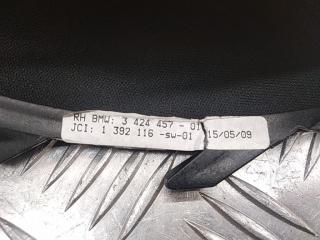 RH BMW: 3 424 457 - 01
JCI: 1 392 116 -sw-01 15/05/09